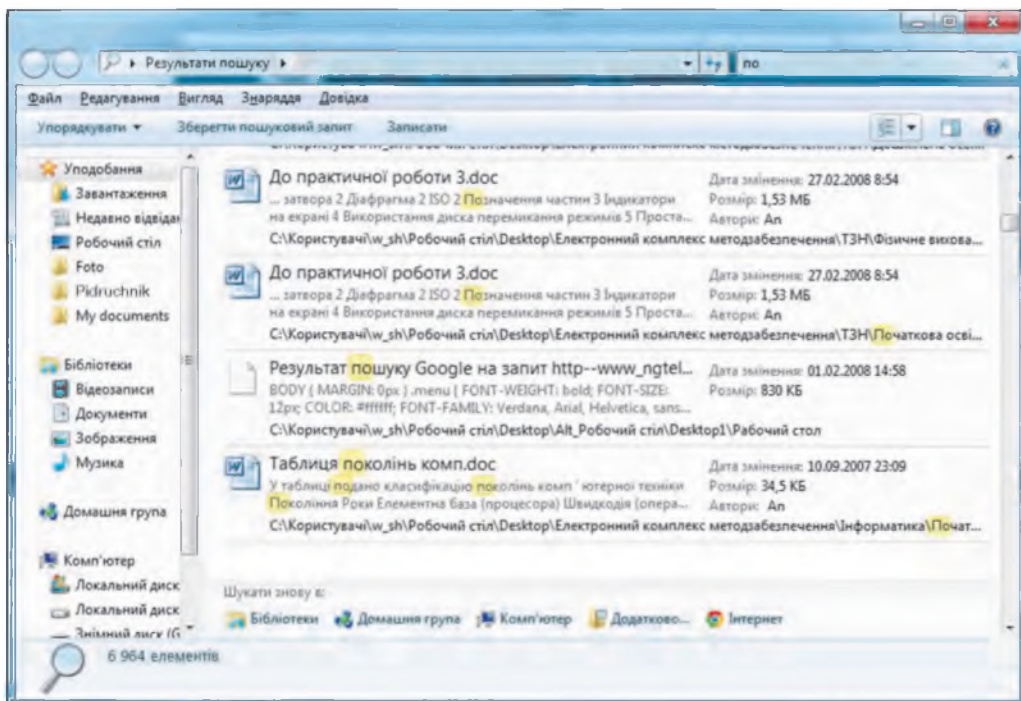 Результати пошуку
по
Файл Редагування Вигляд Знаряддя Довідка
Упорядкувати Зберегти пошуковий запит Записати
Уподобання
Завантаження
Недавно відвідан
Робочий стіл
Foto
Pidruchnik
My documents
Бібліотеки
Відеозаписи
Документи
Зображення
Музика
Домашня група
Комп'ютер
Локальний диск
Локальний диск
Знімний диск (G
До практичної роботи 3.doc
Дата змінення: 27.02.2008 8:54
... затвора 2 Діафрагма 2 ISO 2 Позначення частин 3 Індикатори
Розмір: 1,53 МБ
на екрані 4 Використання диска перемикання режимів 5 Проста...
Автори: An
C:\Користувачі\w_sh\Робочий стіл\Desktop\Електронний комплекс методзабезпечення\ТЗН\Фізичне вихова...
До практичної роботи 3.doc
Дата змінення: 27.02.2008 8:54
... затвора 2 Діафрагма 2 ISO 2 Позначення частин 3 Індикатори
Розмір: 1,53 МБ
на екрані 4 Використання диска перемикання режимів 5 Проста...
Автори: An
C:\Користувачі\w_sh\Робочий стіл\Desktop\Електронний комплекс методзабезпечення\ТЗН\Початкова осві...
Результат пошуку Google на запит http--www_ngtel...
Дата змінення: 01.02.2008 14:58
BODY { MARGIN: 0px } .menu { FONT-WEIGHT: bold; FONT-SIZE:
Розмір: 830 КБ
12px; COLOR: #ffffff; FONT-FAMILY: Verdana, Arial, Helvetica, sans...
C:\Користувачі\w_sh\Робочий стіл\Desktop\Alt_Робочий стіл\Desktop1\Рабочий стол
Таблиця поколінь комп.doc
Дата змінення: 10.09.2007 23:09
У таблиці подано класифікацію поколінь комп ' ютерної техніки
Розмір: 34,5 КБ
Покоління Роки Елементна база (процесора) Швидкодія (опера...
Автори: An
C:\Користувачі\w_sh\Робочий стіл\Desktop\Електронний комплекс методзабезпечення\Інформатика\Почат...
Шукати знову в:
Бібліотеки Домашня група Комп'ютер Додатково... Інтернет
6 964 елементів